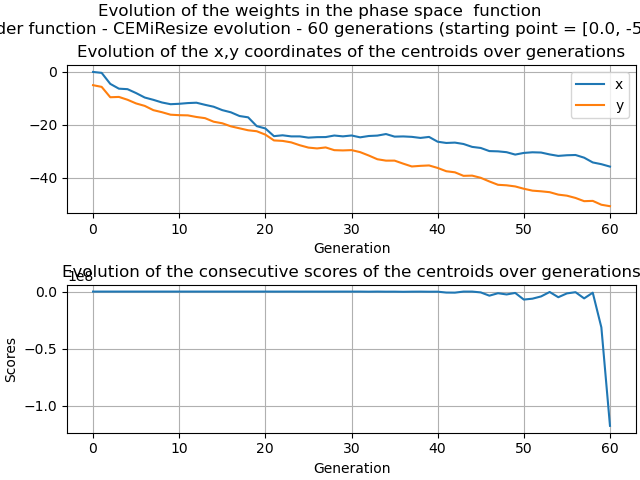 Evolution of the weights in the phase space  function
der function - CEMiResize evolution - 60 generations (starting point = [0.0, -5
Evolution of the x,y coordinates of the centroids over generations
0
−20
−40
x
y
0 10 20 30 40 50 60
Generation
Evolution of the consecutive scores of the centroids over generations
1e8
0.0
−0.5
−1.0
Scores
0 10 20 30 40 50 60
Generation